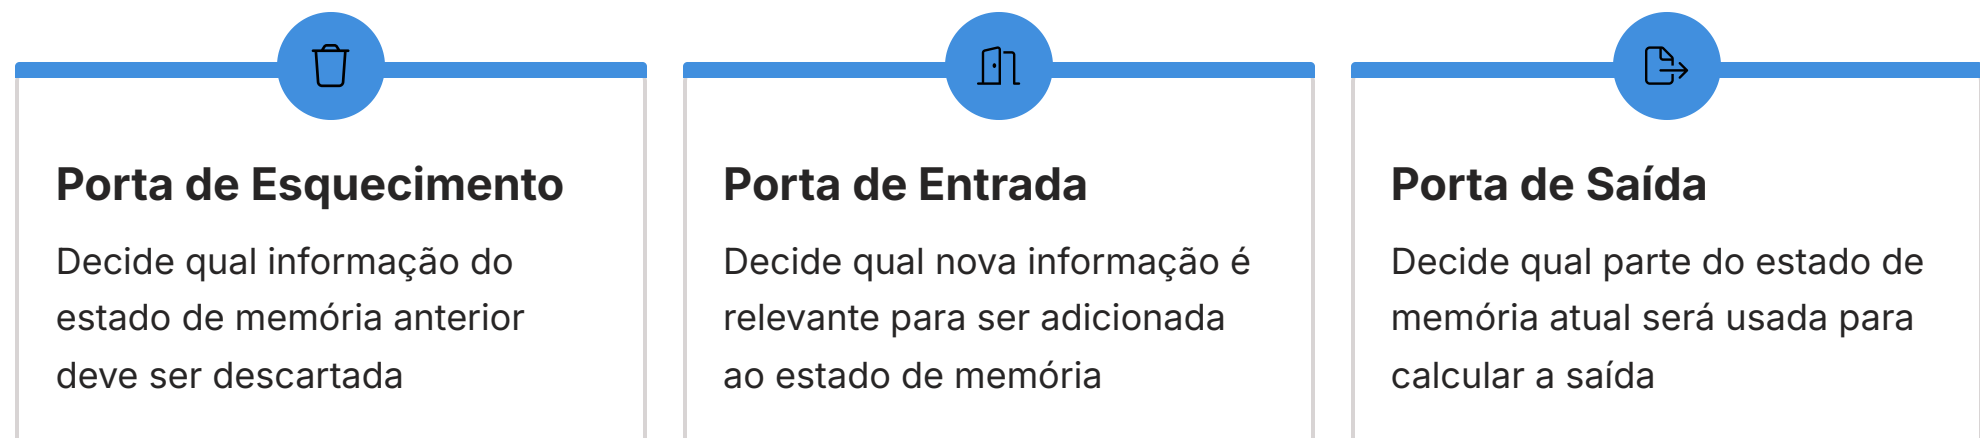 Porta de Esquecimento
Decide qual informação do
estado de memória anterior
deve ser descartada
Porta de Entrada
Decide qual nova informação é
relevante para ser adicionada
ao estado de memória
Porta de Saída
Decide qual parte do estado de
memória atual será usada para
calcular a saída